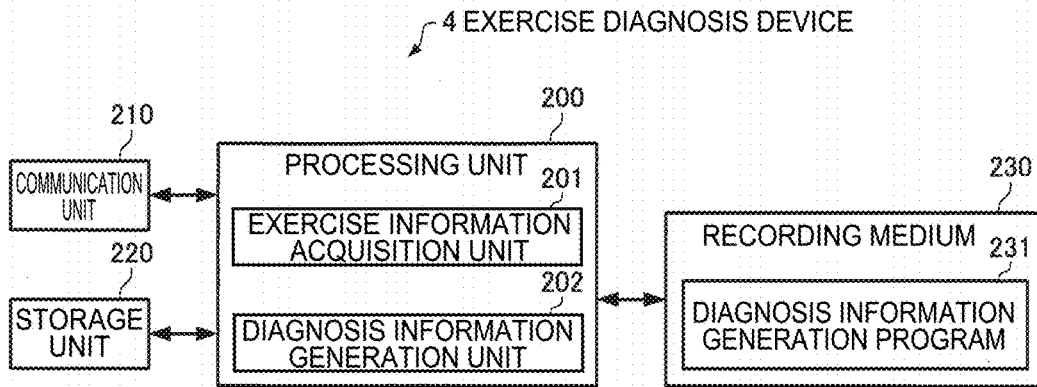 4 EXERCISE DIAGNOSIS DEVICE
210
COMMUNICATION
UNIT
220
STORAGE
UNIT
200
PROCESSING UNIT
201
EXERCISE INFORMATION
ACQUISITION UNIT
202
DIAGNOSIS INFORMATION
GENERATION UNIT
230
RECORDING MEDIUM
231
DIAGNOSIS INFORMATION
GENERATION PROGRAM